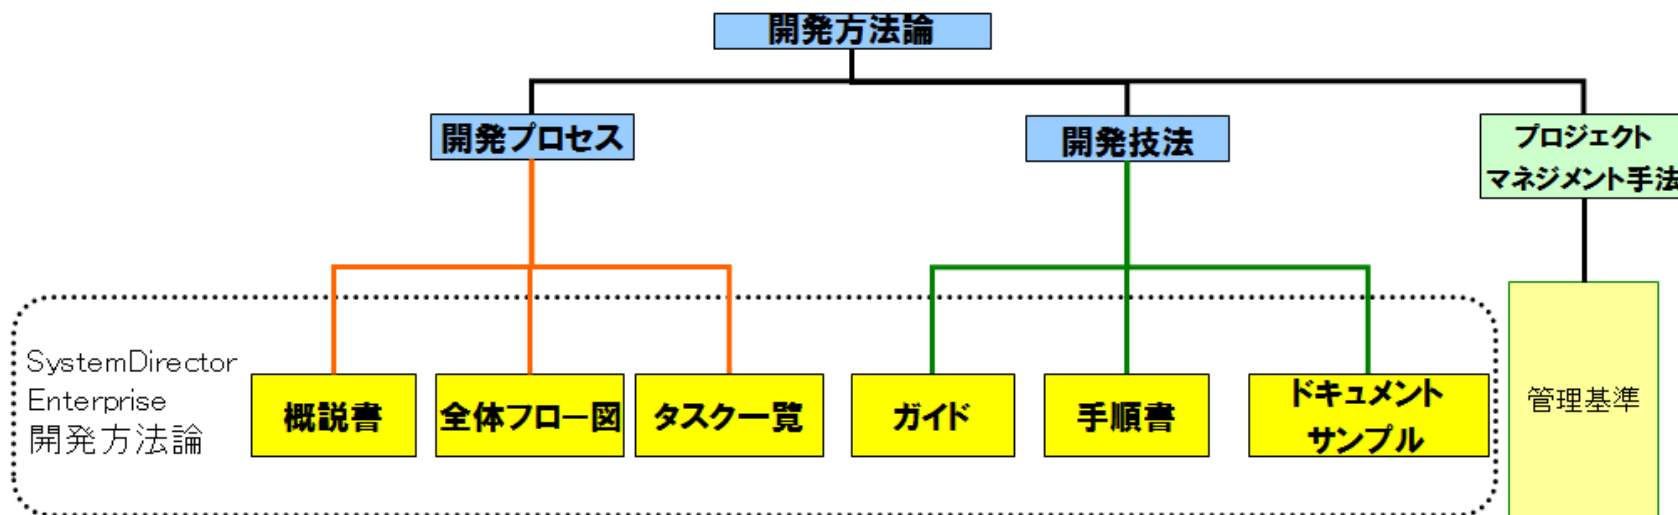 開発方法論
開発プロセス
開発技法
プロジェクト
マネジメント手法
SystemDirector
Enterprise
開発方法論
概説書
全体フロー図
タスク一覧
ガイド
手順書
ドキュメント
サンプル
管理基準